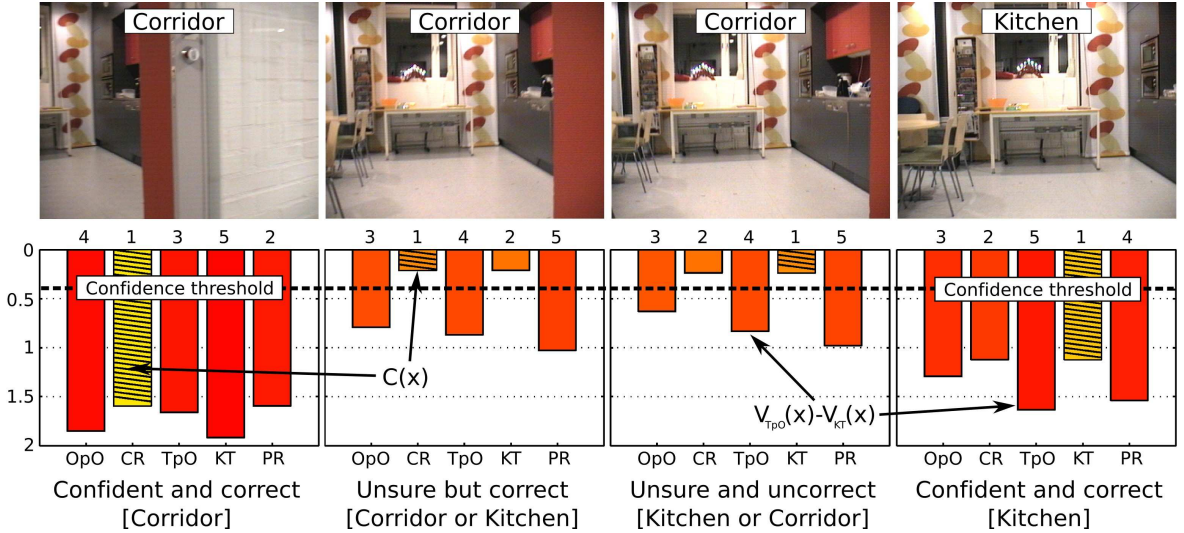 Corridor
Corridor
Corridor
Kitchen
4 1 3 5 2
3 1 4 2 5
3 2 4 1 5
3 2 5 1 4
0
0.5
1
1.5
2
Confidence threshold
Confidence threshold
C(x)
V_TpO(x)-V_KT(x)
OpO CR TpO KT PR
OpO CR TpO KT PR
OpO CR TpO KT PR
OpO CR TpO KT PR
Confident and correct
[Corridor]
Unsure but correct
[Corridor or Kitchen]
Unsure and uncorrect
[Kitchen or Corridor]
Confident and correct
[Kitchen]